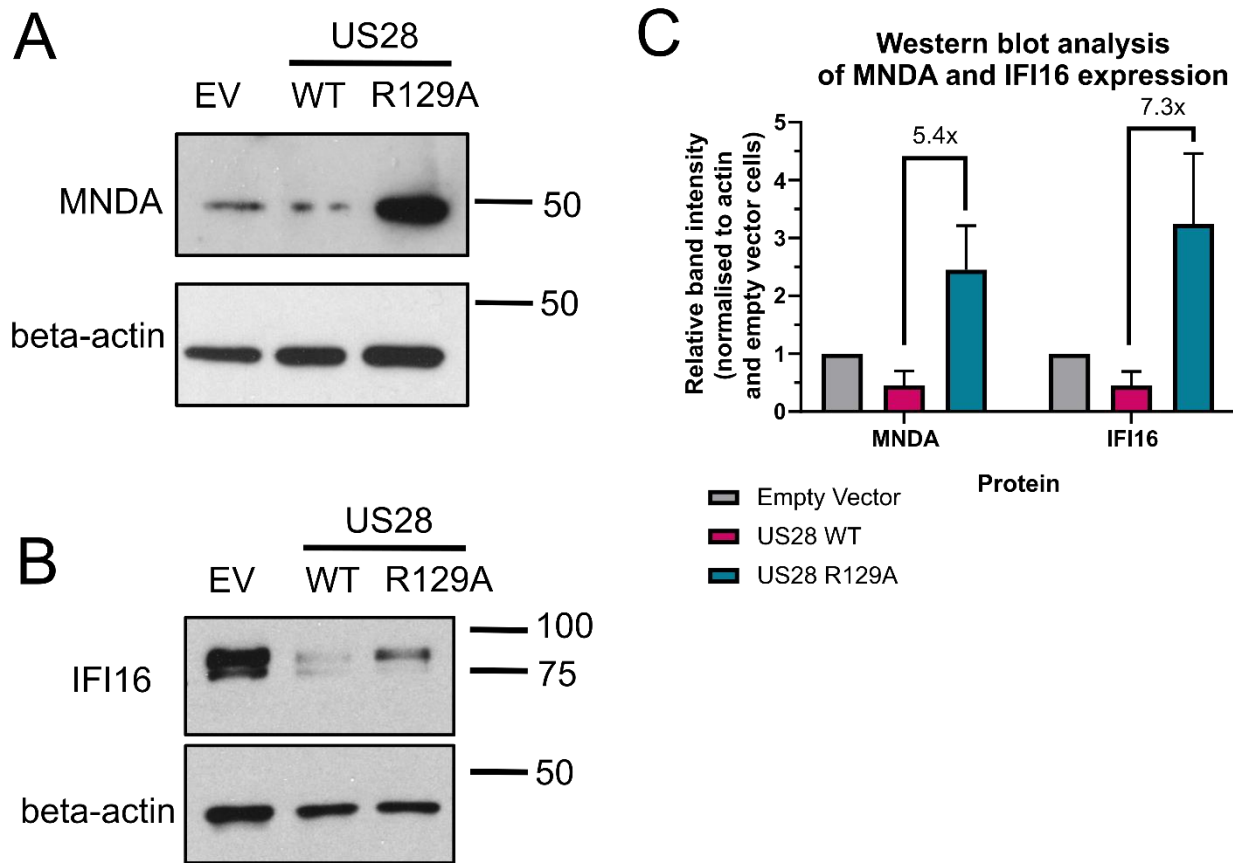 A
US28
EV WT R129A
MNDA
50
beta-actin
50
B
US28
EV WT R129A
IFI16
100
75
beta-actin
50
C
Western blot analysis
of MNDA and IFI16 expression
Relative band intensity
(normalised to actin
and empty vector cells)
5
4
3
2
1
0
5.4x
7.3x
MNDA IFI16
Protein
Empty Vector
US28 WT
US28 R129A